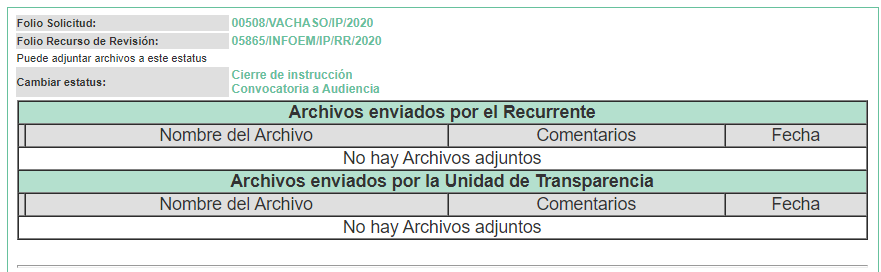 Folio Solicitud: 00508/VACHASO/IP/2020
Folio Recurso de Revisión: 05865/INFOEM/IP/RR/2020
Puede adjuntar archivos a este estatus
Cambiar estatus: Cierre de instrucción
Convocatoria a Audiencia
Archivos enviados por el Recurrente
Nombre del Archivo Comentarios Fecha
No hay Archivos adjuntos
Archivos enviados por la Unidad de Transparencia
Nombre del Archivo Comentarios Fecha
No hay Archivos adjuntos